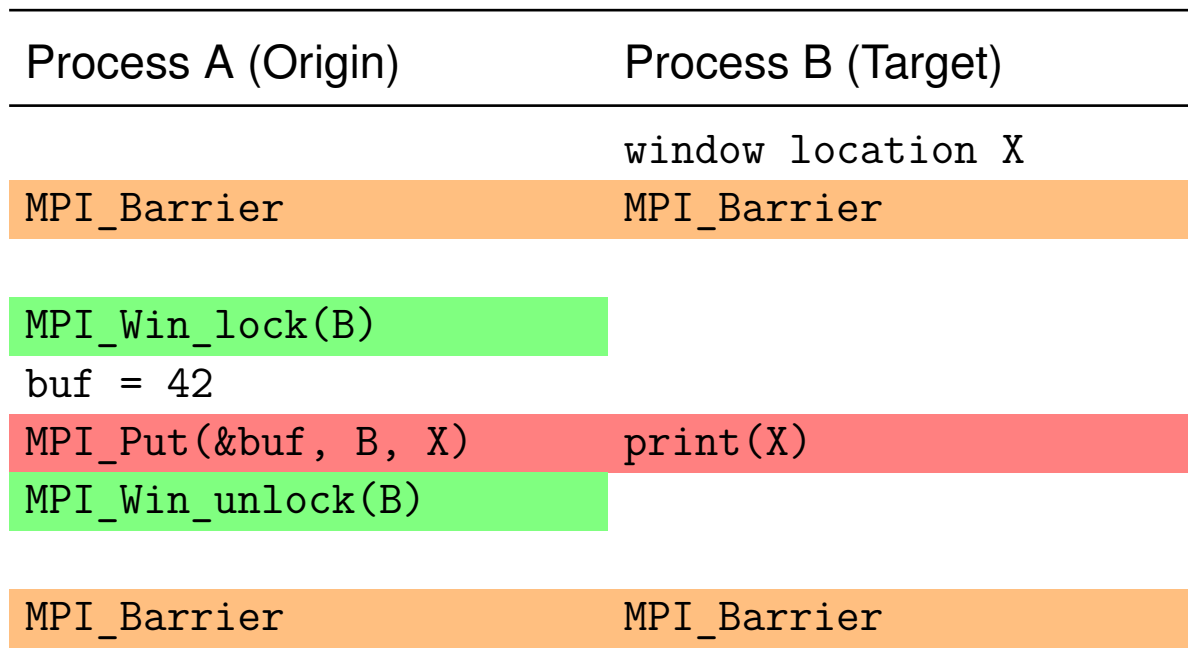 Process A (Origin) Process B (Target)
window location X
MPI_Barrier MPI_Barrier
MPI_Win_lock(B)
buf = 42
MPI_Put(&buf, B, X) print(X)
MPI_Win_unlock(B)
MPI_Barrier MPI_Barrier